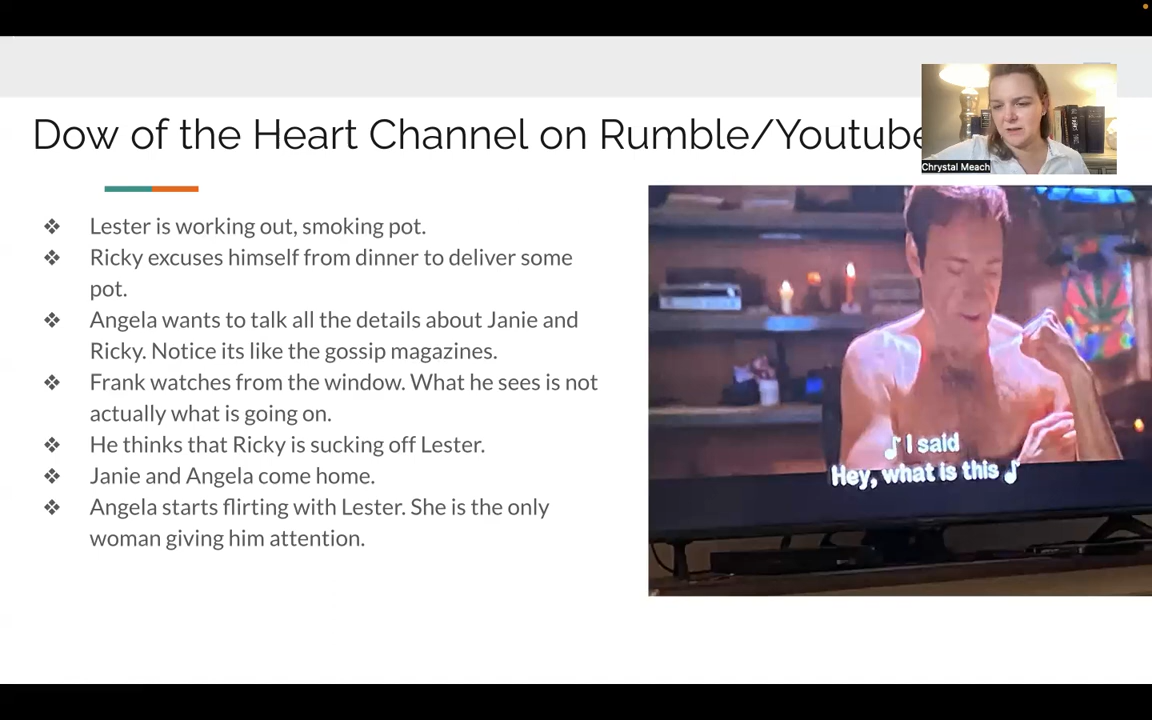 Dow of the Heart Channel on Rumble/Youtube
Chrystal Meach
❖ Lester is working out, smoking pot.
❖ Ricky excuses himself from dinner to deliver some
pot.
❖ Angela wants to talk all the details about Janie and
Ricky. Notice its like the gossip magazines.
❖ Frank watches from the window. What he sees is not
actually what is going on.
❖ He thinks that Ricky is sucking off Lester.
❖ Janie and Angela come home.
❖ Angela starts flirting with Lester. She is the only
woman giving him attention.
♪ I said
Hey, what is this ♪